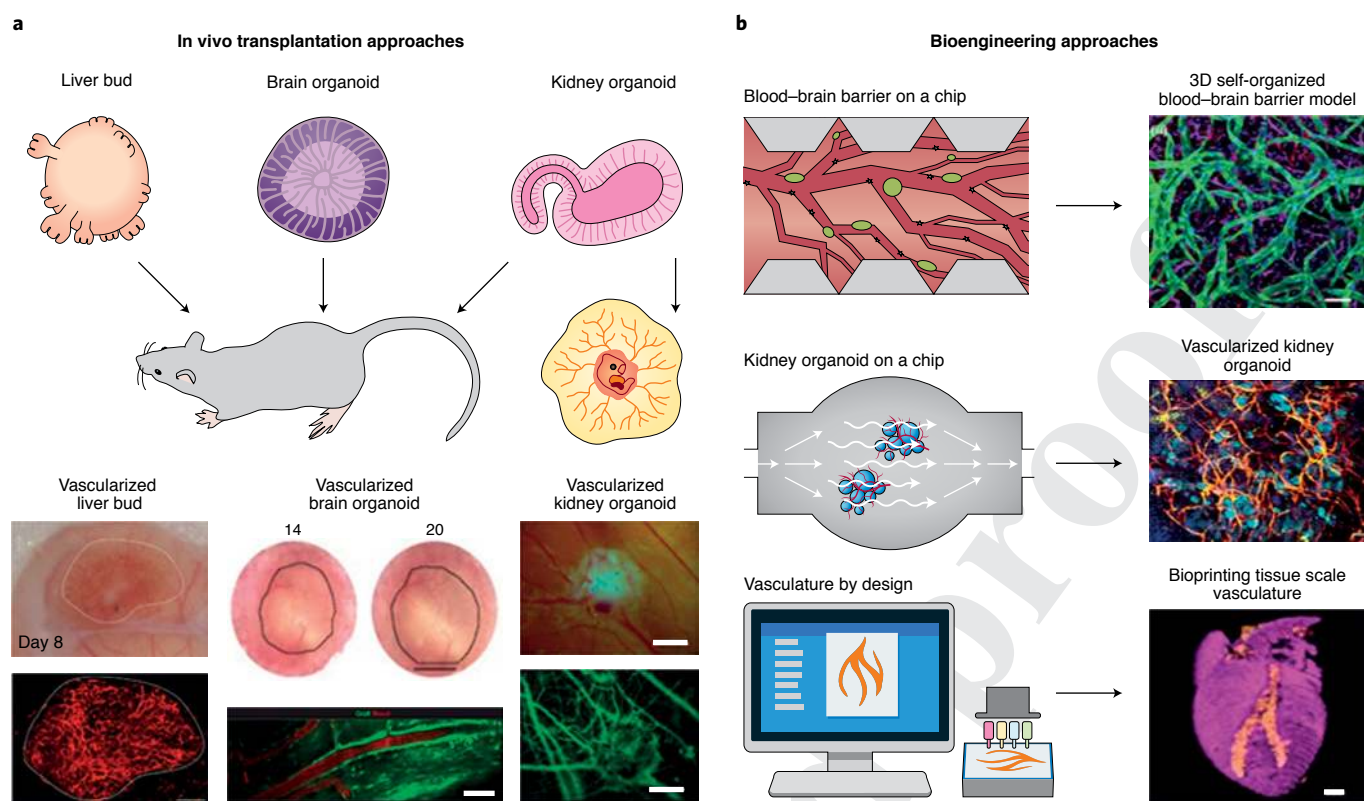 a
In vivo transplantation approaches
Liver bud
Brain organoid
Kidney organoid
Vascularized
liver bud
Vascularized
brain organoid
Vascularized
kidney organoid
14
20
Day 8
b
Bioengineering approaches
Blood–brain barrier on a chip
3D self-organized
blood–brain barrier model
Kidney organoid on a chip
Vascularized kidney
organoid
Vasculature by design
Bioprinting tissue scale
vasculature